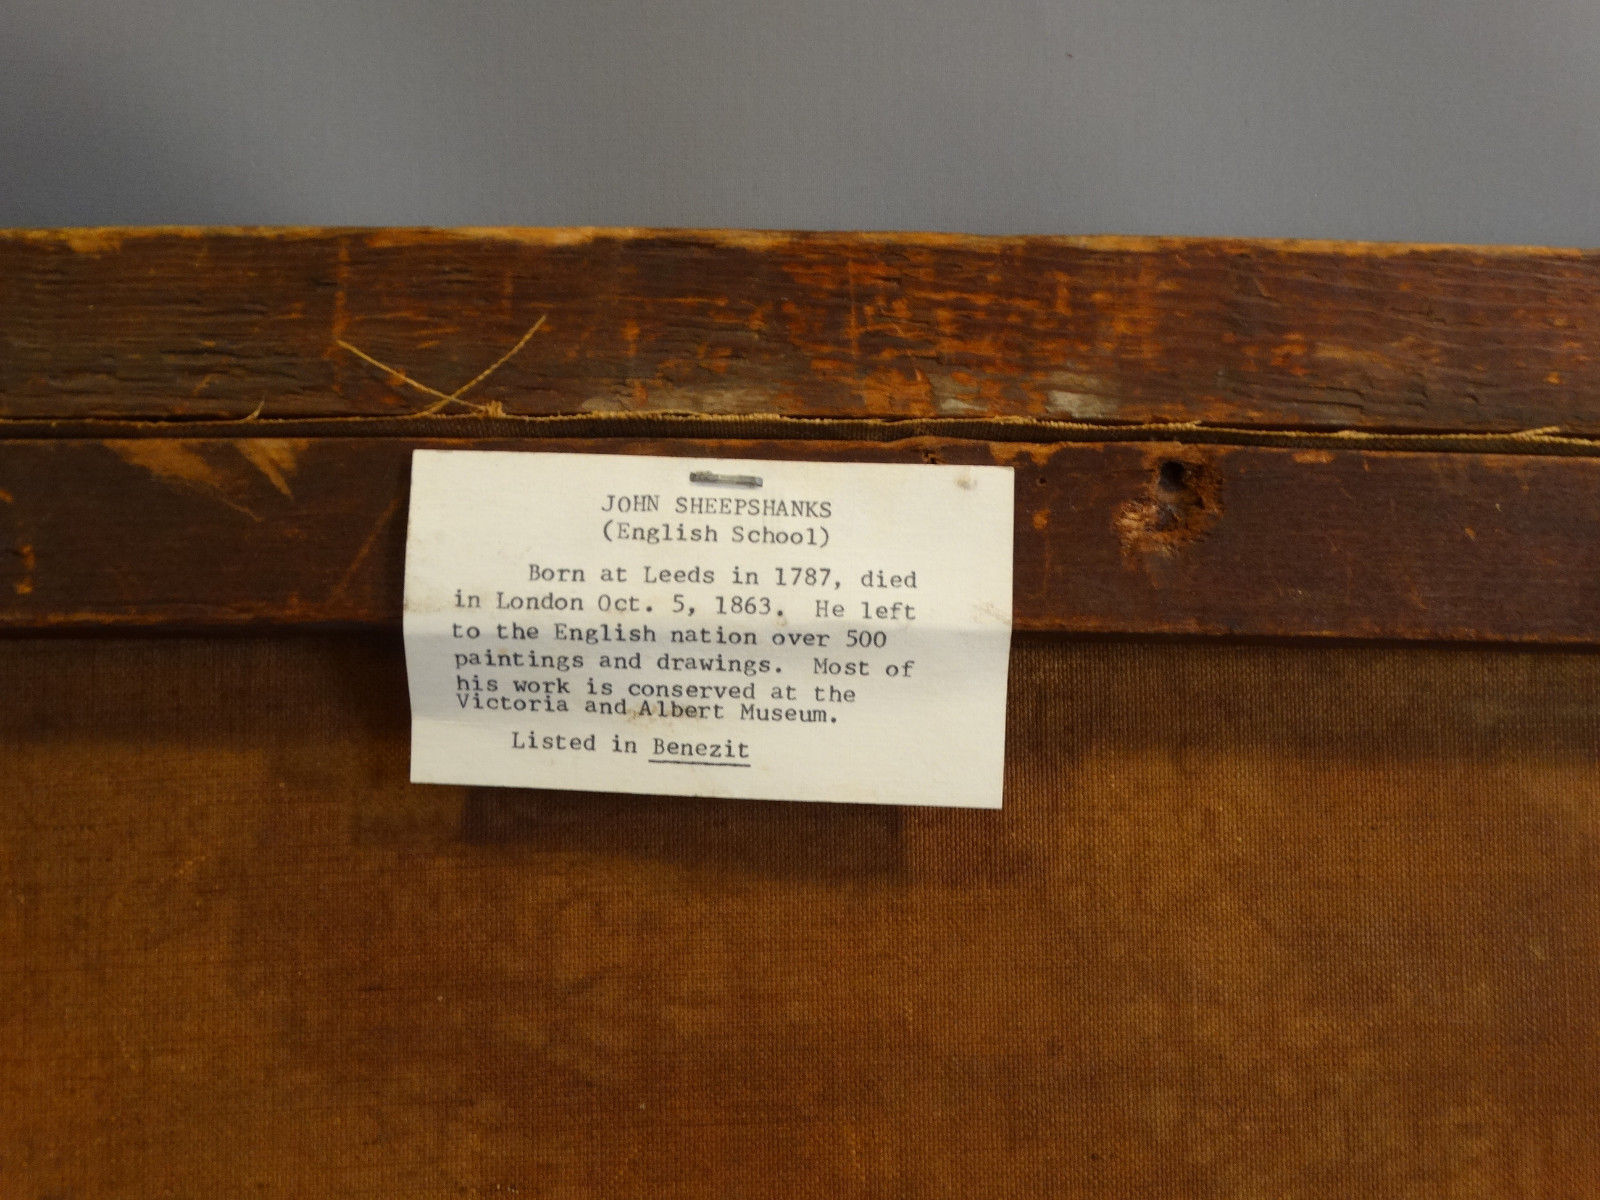 JOHN SHEEPSHANKS
(English School)
Born at Leeds in 1787, died
in London Oct. 5, 1863. He left
to the English nation over 500
paintings and drawings. Most of
his work is conserved at the
Victoria and Albert Museum.
Listed in Benezit